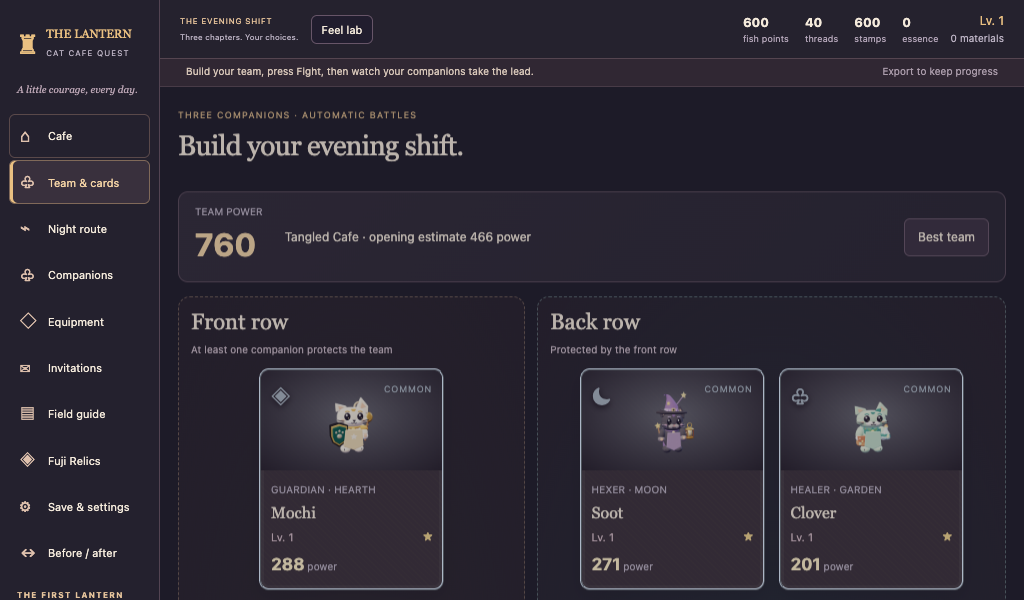 THE LANTERN
CAT CAFE QUEST
A little courage, every day.
Cafe
Team & cards
Night route
Companions
Equipment
Invitations
Field guide
Fuji Relics
Save & settings
Before / after
THE FIRST LANTERN
THE EVENING SHIFT
Three chapters. Your choices.
Feel lab
600
fish points
40
threads
600
stamps
0
essence
Lv. 1
0 materials
Build your team, press Fight, then watch your companions take the lead.
Export to keep progress
THREE COMPANIONS · AUTOMATIC BATTLES
Build your evening shift.
TEAM POWER
760
Tangled Cafe · opening estimate 466 power
Best team
Front row
At least one companion protects the team
COMMON
GUARDIAN · HEARTH
Mochi
Lv. 1
288 power
Back row
Protected by the front row
COMMON
HEXER · MOON
Soot
Lv. 1
271 power
COMMON
HEALER · GARDEN
Clover
Lv. 1
201 power